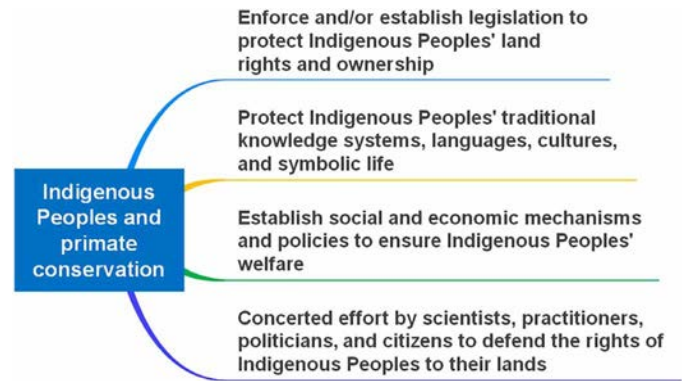 Enforce and/or establish legislation to
protect Indigenous Peoples' land
rights and ownership
Protect Indigenous Peoples' traditional
knowledge systems, languages, cultures,
and symbolic life
Indigenous
Peoples and
primate
conservation
Establish social and economic mechanisms
and policies to ensure Indigenous Peoples'
welfare
Concerted effort by scientists, practitioners,
politicians, and citizens to defend the rights of
Indigenous Peoples to their lands